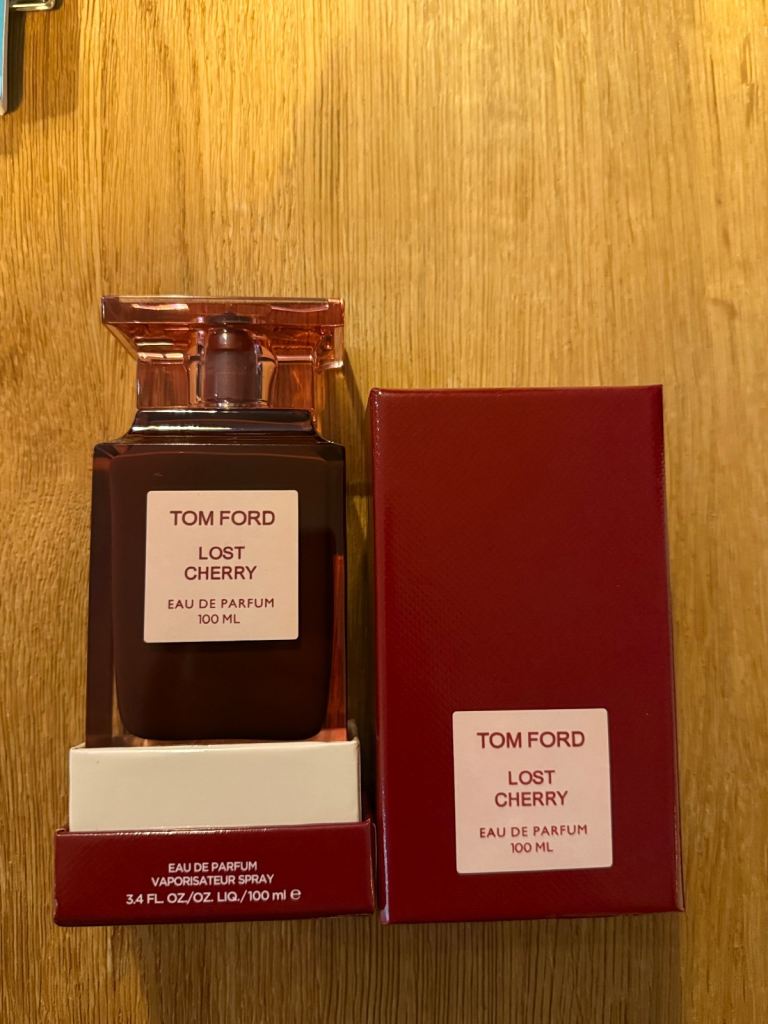 TOM FORD
LOST
CHERRY
EAU DE PARFUM
100 ML
EAU DE PARFUM
VAPORISATEUR SPRAY
3.4 FL. OZ./OZ. LIQ./100 ml ℮
TOM FORD
LOST
CHERRY
EAU DE PARFUM
100 ML